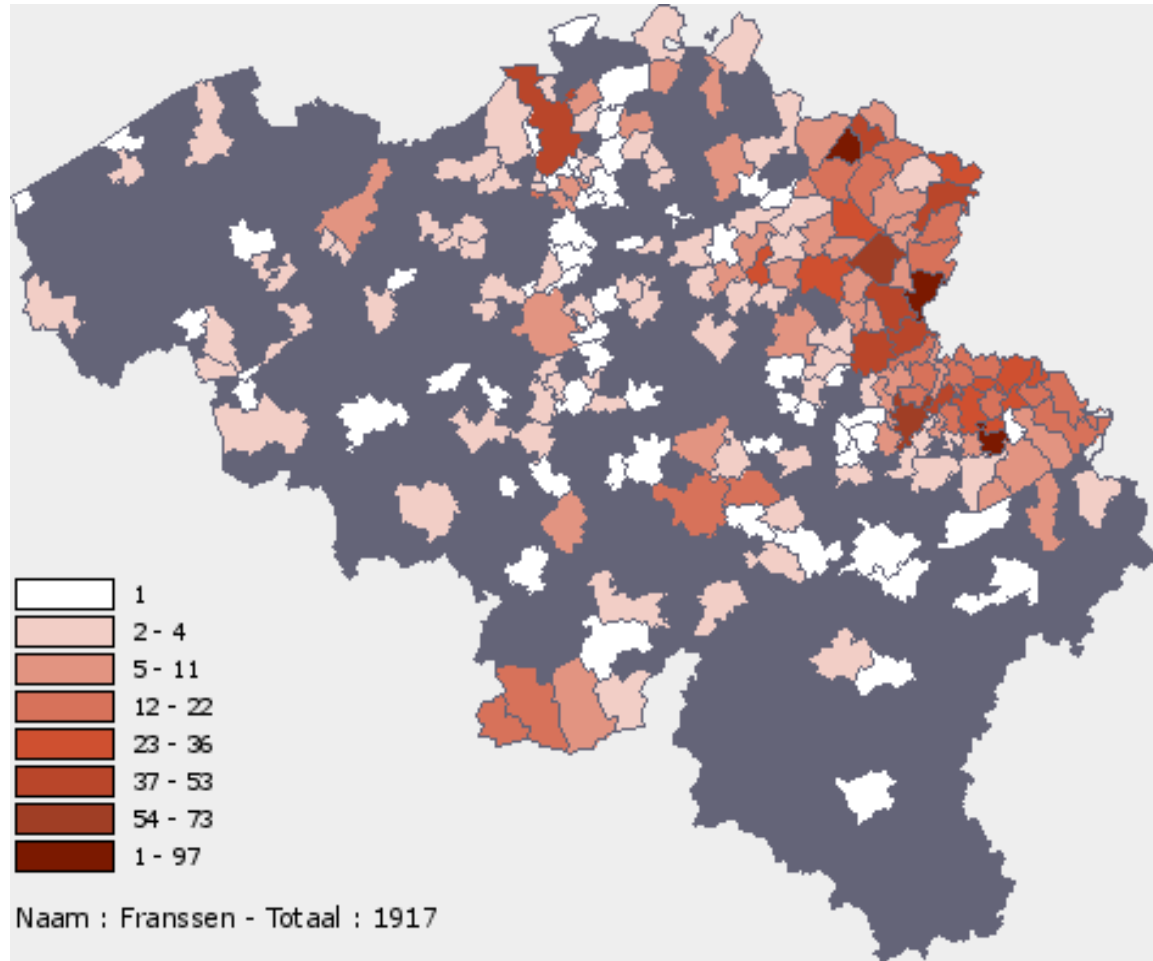 1
2 - 4
5 - 11
12 - 22
23 - 36
37 - 53
54 - 73
1 - 97
Naam : Franssen - Totaal : 1917